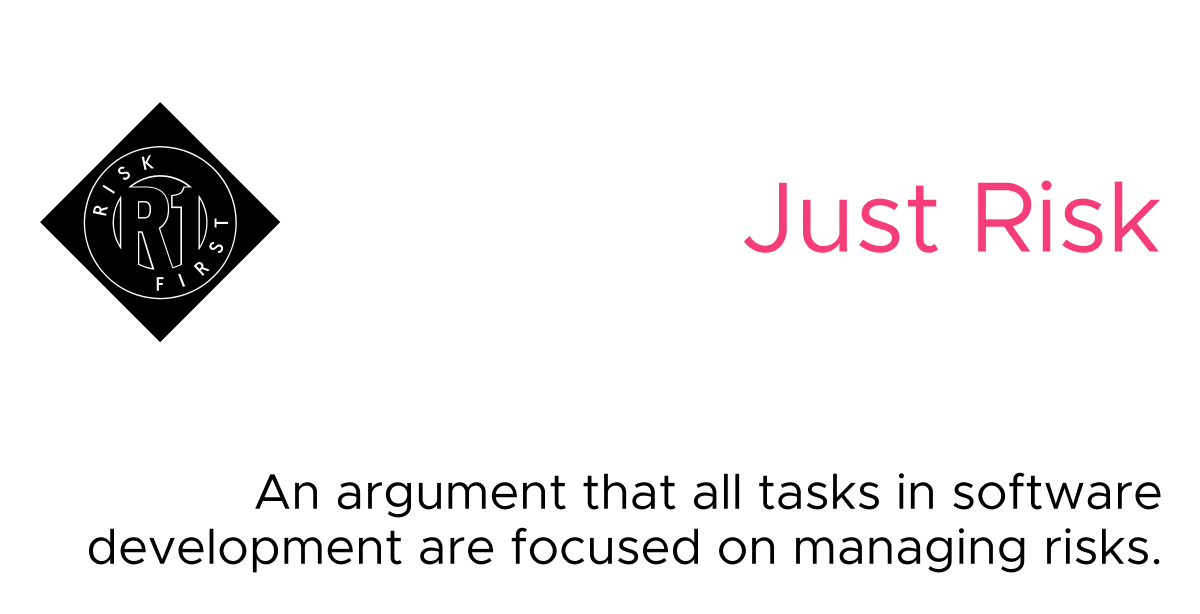 RISK
R1
FIRST
Just Risk
An argument that all tasks in software
development are focused on managing risks.